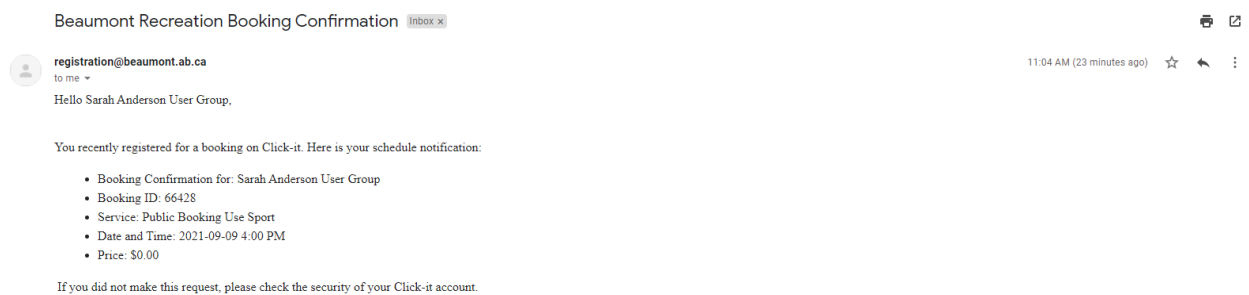 Beaumont Recreation Booking Confirmation Inbox x
registration@beaumont.ab.ca 11:04 AM (23 minutes ago)
to me
Hello Sarah Anderson User Group,
You recently registered for a booking on Click-it. Here is your schedule notification:
• Booking Confirmation for: Sarah Anderson User Group
• Booking ID: 66428
• Service: Public Booking Use Sport
• Date and Time: 2021-09-09 4:00 PM
• Price: $0.00
If you did not make this request, please check the security of your Click-it account.